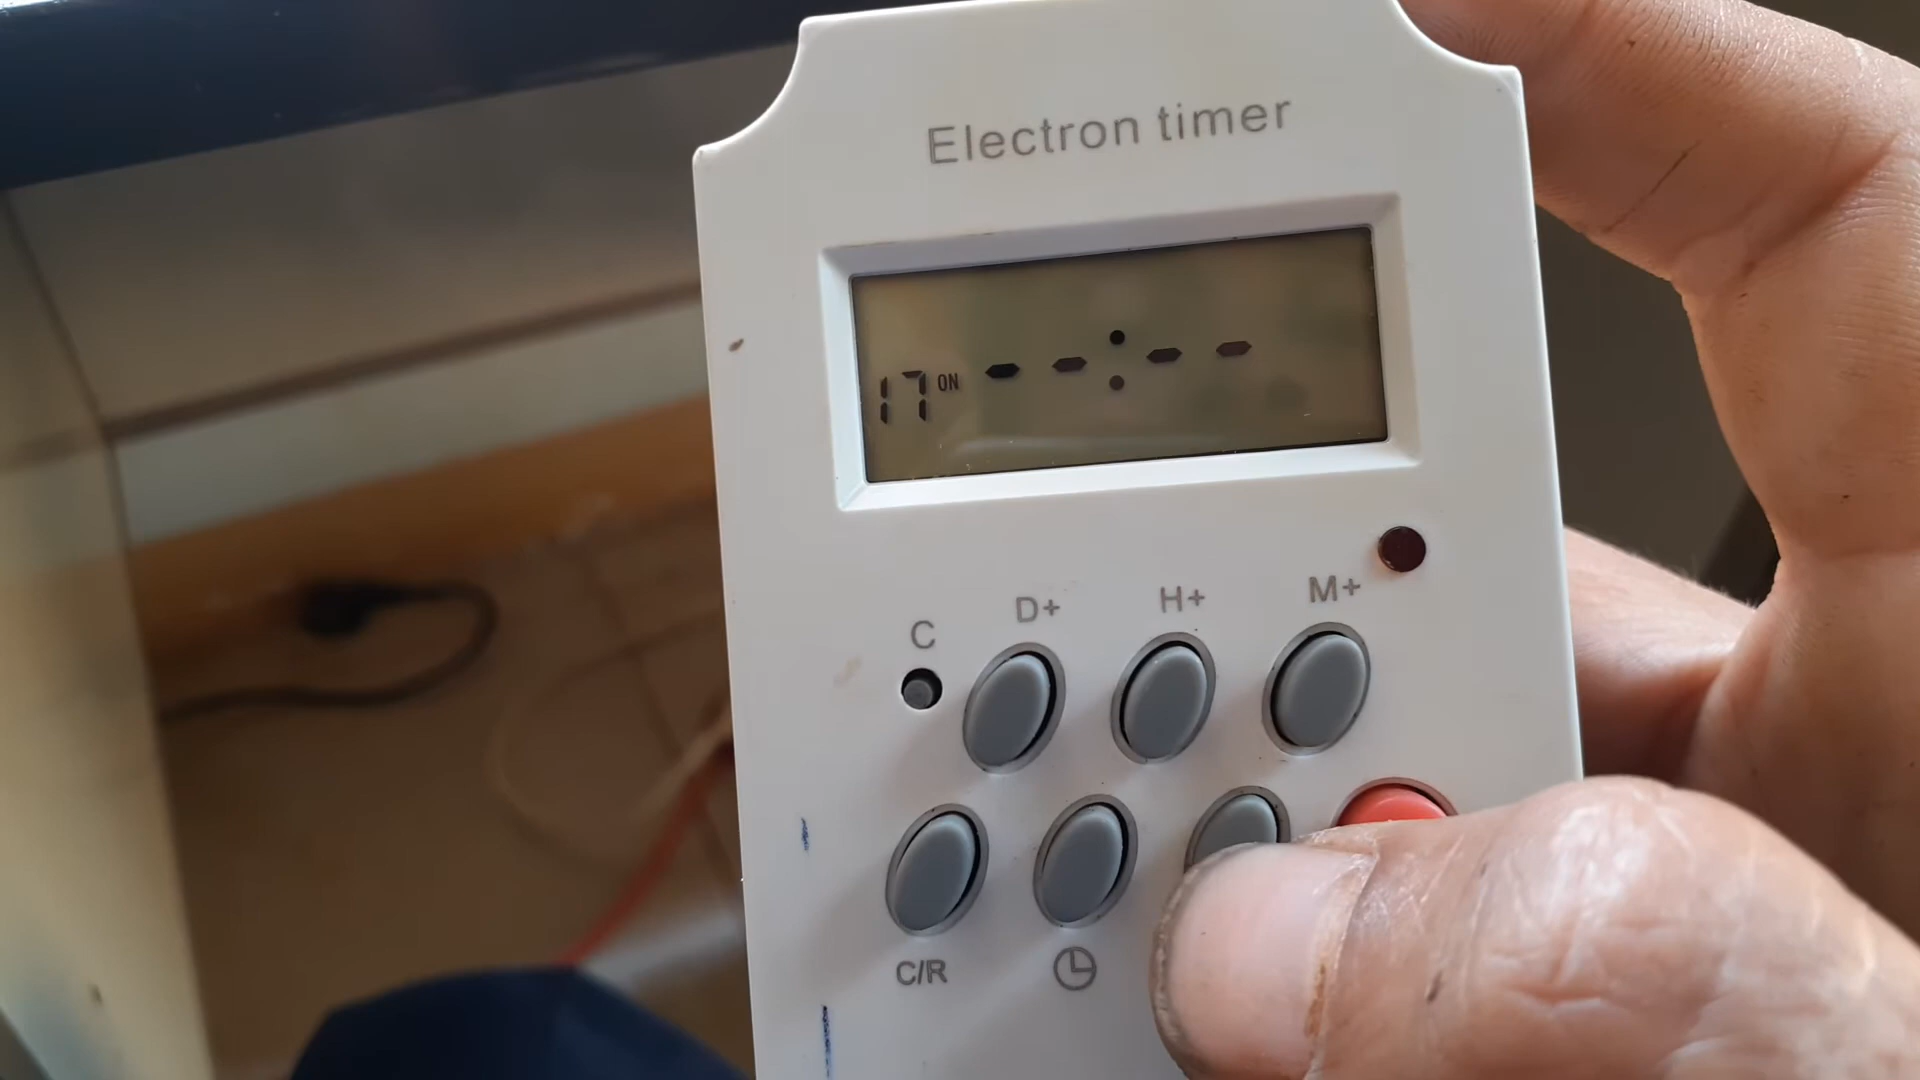 Electron timer
17 ON --:--
C D+ H+ M+
C/R